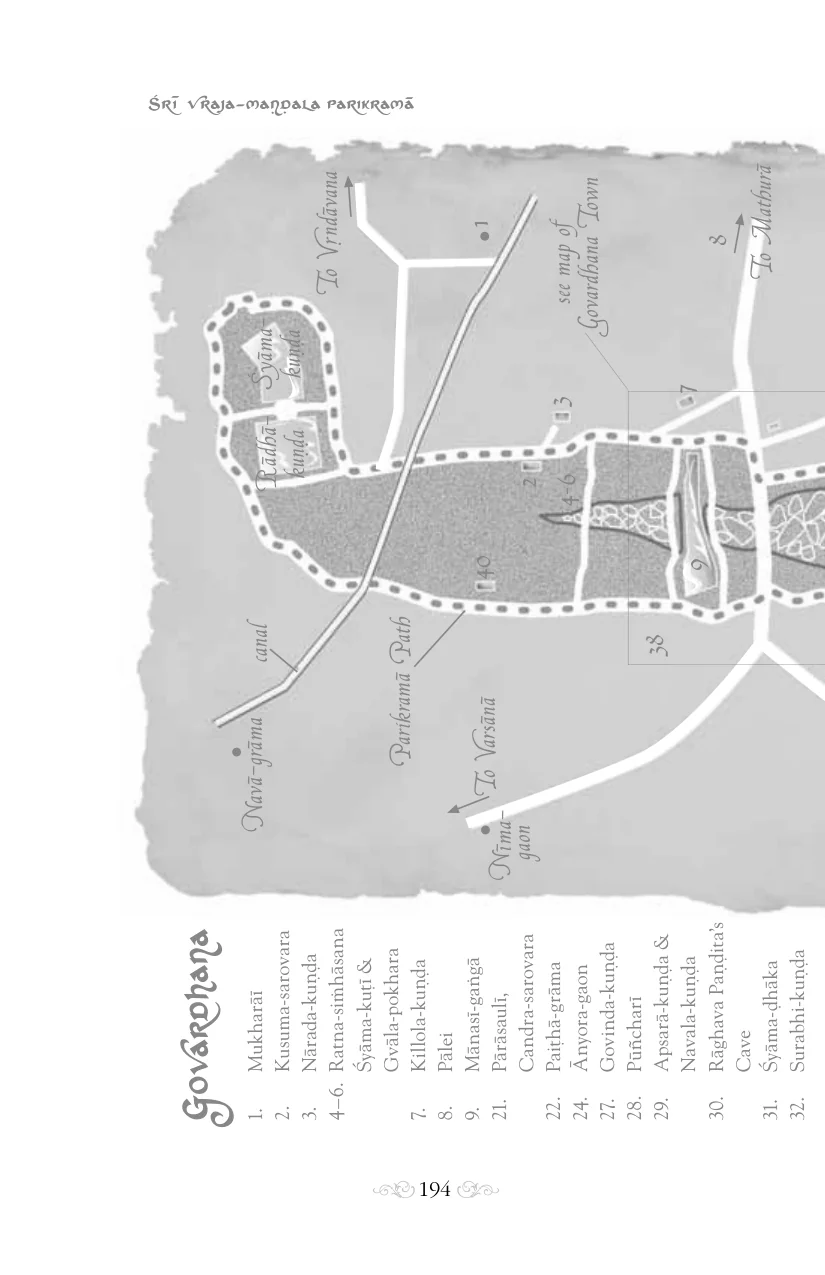 Śrī Vraja-maṇḍala Parikramā
Govardhana
1. Mukharāī
2. Kusuma-sarovara
3. Nārada-kuṇḍa
4–6. Ratna-siṁhāsana
Śyāma-kuṭī &
Gvāla-pokhara
7. Killola-kuṇḍa
8. Pālei
9. Mānasī-gaṅgā
21. Pārāsaulī,
Candra-sarovara
22. Paiṭhā-grāma
24. Ānyora-gaon
27. Govinda-kuṇḍa
28. Pūñcharī
29. Apsarā-kuṇḍa &
Navala-kuṇḍa
30. Rāghava Paṇḍita’s
Cave
31. Śyāma-ḍhāka
32. Surabhi-kuṇḍa
Navā-grāma
canal
Rādhā-
kuṇḍa
Śyāma-
kuṇḍa
To Vṛndāvana
Parikramā Path
To Varsānā
Nīma-
gaon
1
40
2
3
4-6
see map of
Govardhana Town
38
9
7
8
To Mathurā
194